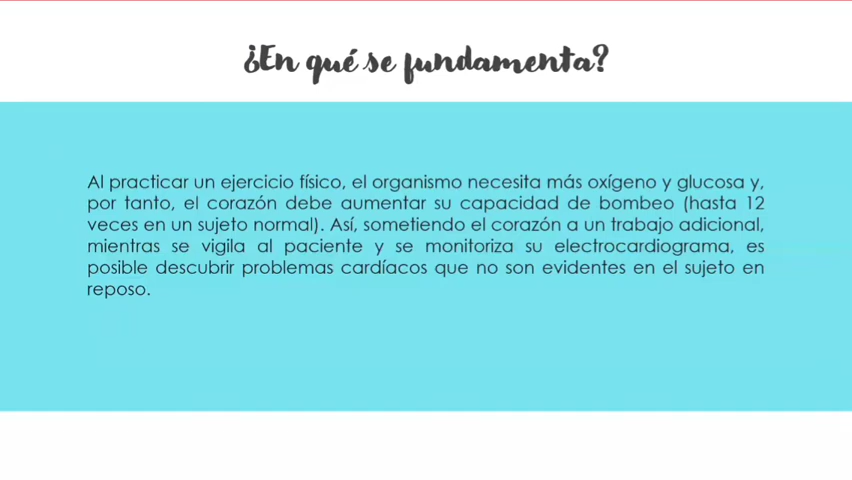 ¿En qué se fundamenta?
Al practicar un ejercicio físico, el organismo necesita más oxígeno y glucosa y,
por tanto, el corazón debe aumentar su capacidad de bombeo (hasta 12
veces en un sujeto normal). Así, sometiendo el corazón a un trabajo adicional,
mientras se vigila al paciente y se monitoriza su electrocardiograma, es
posible descubrir problemas cardíacos que no son evidentes en el sujeto en
reposo.